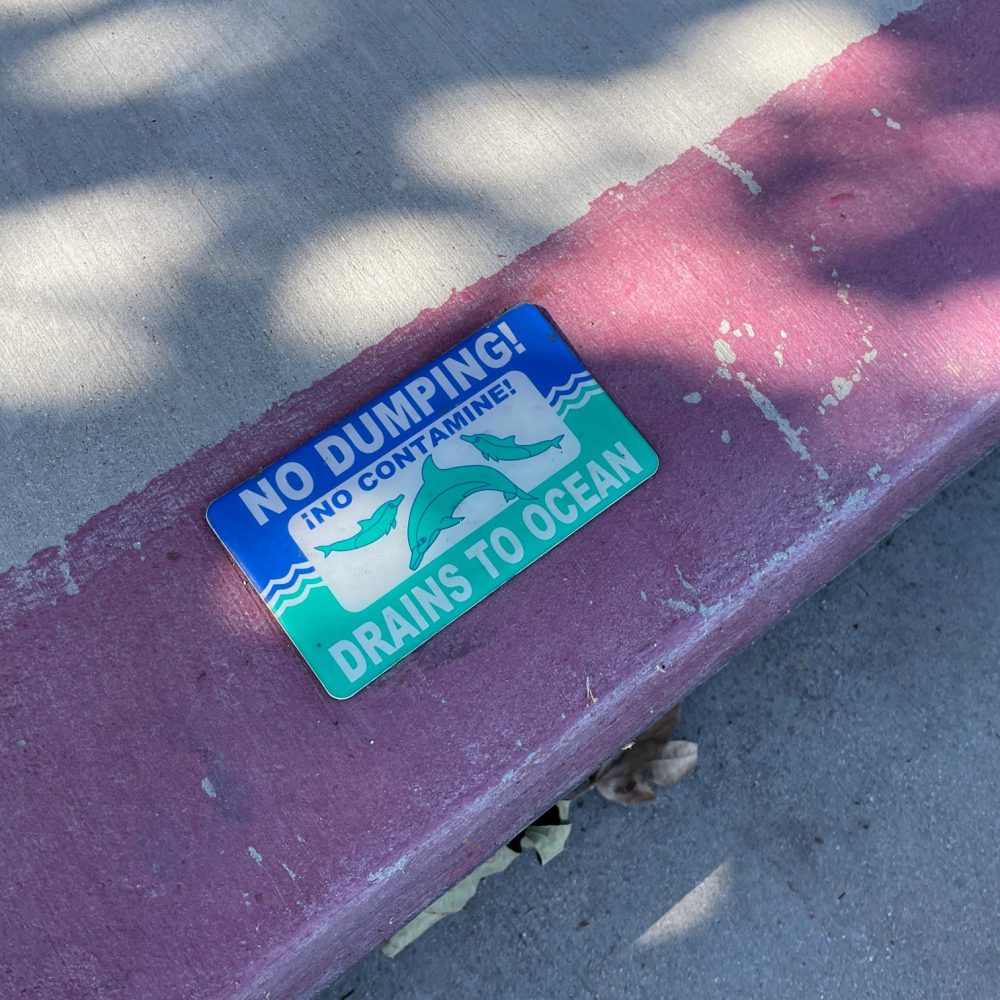 NO DUMPING!
¡NO CONTAMINE!
DRAINS TO OCEAN